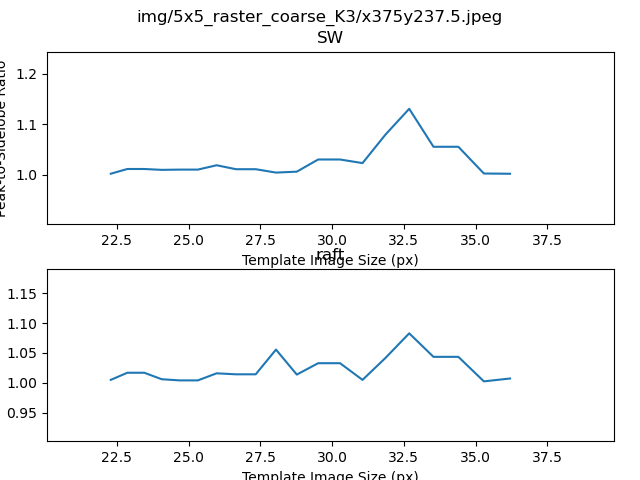 img/5x5_raster_coarse_K3/x375y237.5.jpeg
SW
Peak-to-Sidelobe Ratio
1.2
1.1
1.0
22.5 25.0 27.5 30.0 32.5 35.0 37.5
Template Image Size (px)
raft
1.15
1.10
1.05
1.00
0.95
22.5 25.0 27.5 30.0 32.5 35.0 37.5
Template Image Size (px)